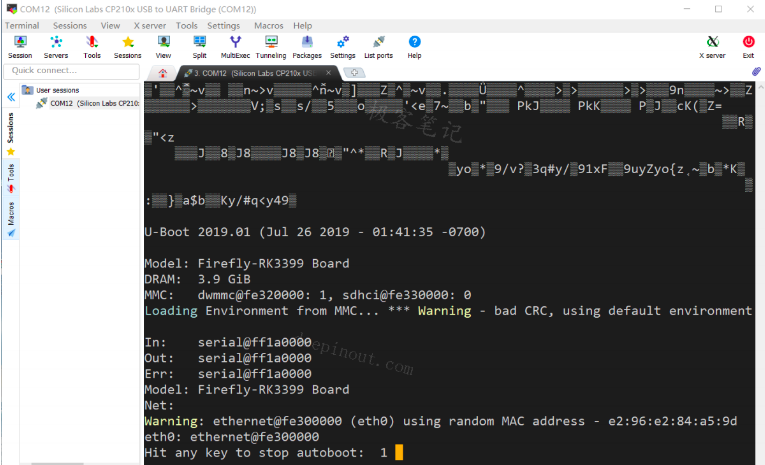 COM12 (Silicon Labs CP210x USB to UART Bridge (COM12))
Terminal Sessions View X server Tools Settings Macros Help
Session Servers Tools Sessions View Split MultiExec Tunneling Packages Settings List ports Help X server Exit
Quick connect...
3. COM12 (Silicon Labs CP210x US
User sessions
COM12 (Silicon Labs CP210x
Sessions
Tools
Macros
极客笔记
U-Boot 2019.01 (Jul 26 2019 - 01:41:35 -0700)
Model: Firefly-RK3399 Board
DRAM: 3.9 GiB
MMC: dwmmc@fe320000: 1, sdhci@fe330000: 0
Loading Environment from MMC... *** Warning - bad CRC, using default environment
In: serial@ff1a0000
Out: serial@ff1a0000
Err: serial@ff1a0000
Model: Firefly-RK3399 Board
Net:
Warning: ethernet@fe300000 (eth0) using random MAC address - e2:96:e2:84:a5:9d
eth0: ethernet@fe300000
Hit any key to stop autoboot: 1